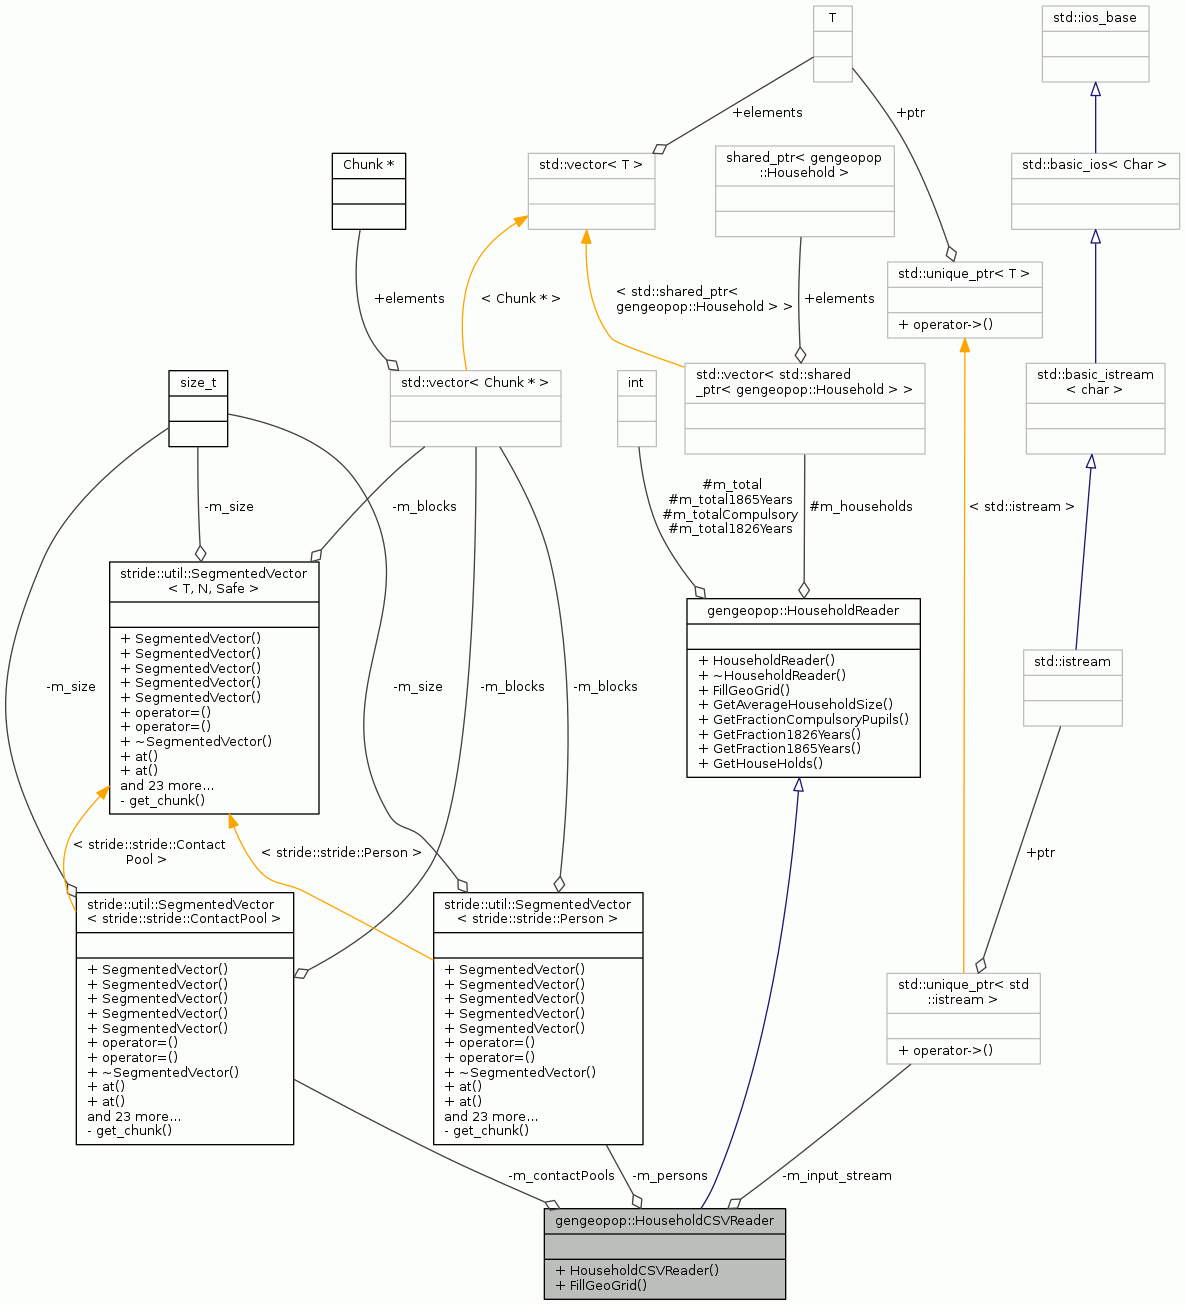 T
std::ios_base
+elements
+ptr
Chunk *
std::vector< T >
shared_ptr< gengeopop
::Household >
std::basic_ios< Char >
std::unique_ptr< T >
+ operator->()
+elements
< Chunk * >
< std::shared_ptr<
gengeopop::Household > >
+elements
size_t
std::vector< Chunk * >
int
std::vector< std::shared
_ptr< gengeopop::Household > >
std::basic_istream
< char >
-m_size
-m_blocks
#m_total
#m_total1865Years
#m_totalCompulsory
#m_total1826Years
#m_households
< std::istream >
stride::util::SegmentedVector
< T, N, Safe >
+ SegmentedVector()
+ SegmentedVector()
+ SegmentedVector()
+ SegmentedVector()
+ SegmentedVector()
+ operator=()
+ operator=()
+ ~SegmentedVector()
+ at()
+ at()
and 23 more...
- get_chunk()
-m_size
-m_size
-m_blocks
-m_blocks
gengeopop::HouseholdReader
+ HouseholdReader()
+ ~HouseholdReader()
+ FillGeoGrid()
+ GetAverageHouseholdSize()
+ GetFractionCompulsoryPupils()
+ GetFraction1826Years()
+ GetFraction1865Years()
+ GetHouseHolds()
std::istream
< stride::stride::Contact
Pool >
< stride::stride::Person >
+ptr
stride::util::SegmentedVector
< stride::stride::ContactPool >
+ SegmentedVector()
+ SegmentedVector()
+ SegmentedVector()
+ SegmentedVector()
+ SegmentedVector()
+ operator=()
+ operator=()
+ ~SegmentedVector()
+ at()
+ at()
and 23 more...
- get_chunk()
stride::util::SegmentedVector
< stride::stride::Person >
+ SegmentedVector()
+ SegmentedVector()
+ SegmentedVector()
+ SegmentedVector()
+ SegmentedVector()
+ operator=()
+ operator=()
+ ~SegmentedVector()
+ at()
+ at()
and 23 more...
- get_chunk()
std::unique_ptr< std
::istream >
+ operator->()
-m_contactPools
-m_persons
-m_input_stream
gengeopop::HouseholdCSVReader
+ HouseholdCSVReader()
+ FillGeoGrid()